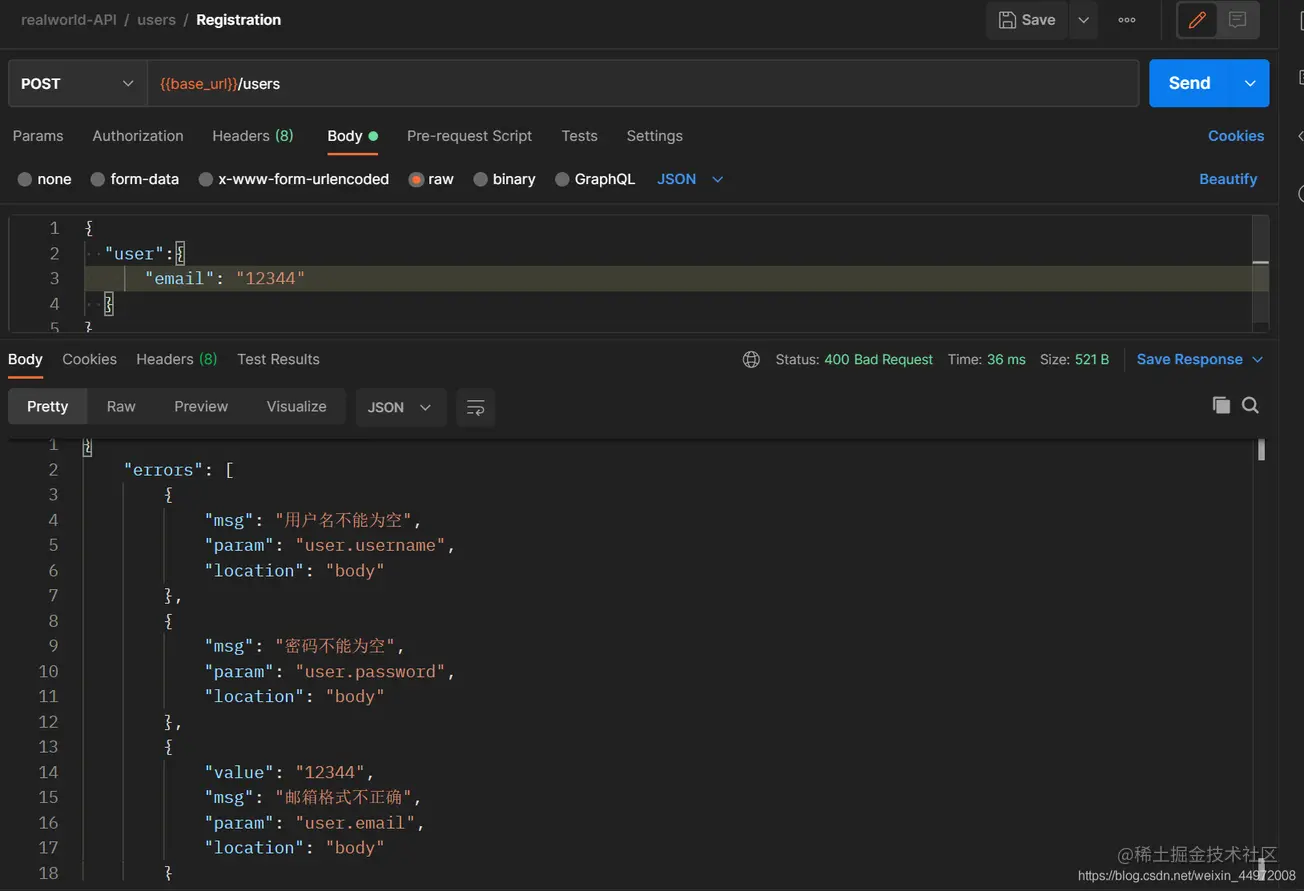 realworld-API / users / Registration
Save
POST
{{base_url}}/users
Send
Params Authorization Headers (8) Body Pre-request Script Tests Settings Cookies
none form-data x-www-form-urlencoded raw binary GraphQL JSON Beautify
1 {
2 "user":{
3 "email": "12344"
4 }
5 }
Body Cookies Headers (8) Test Results Status: 400 Bad Request Time: 36 ms Size: 521 B Save Response
Pretty Raw Preview Visualize JSON
1 {
2 "errors": [
3 {
4 "msg": "用户名不能为空",
5 "param": "user.username",
6 "location": "body"
7 },
8 {
9 "msg": "密码不能为空",
10 "param": "user.password",
11 "location": "body"
12 },
13 {
14 "value": "12344",
15 "msg": "邮箱格式不正确",
16 "param": "user.email",
17 "location": "body"
18 }
@稀土掘金技术社区
https://blog.csdn.net/weixin_44972008